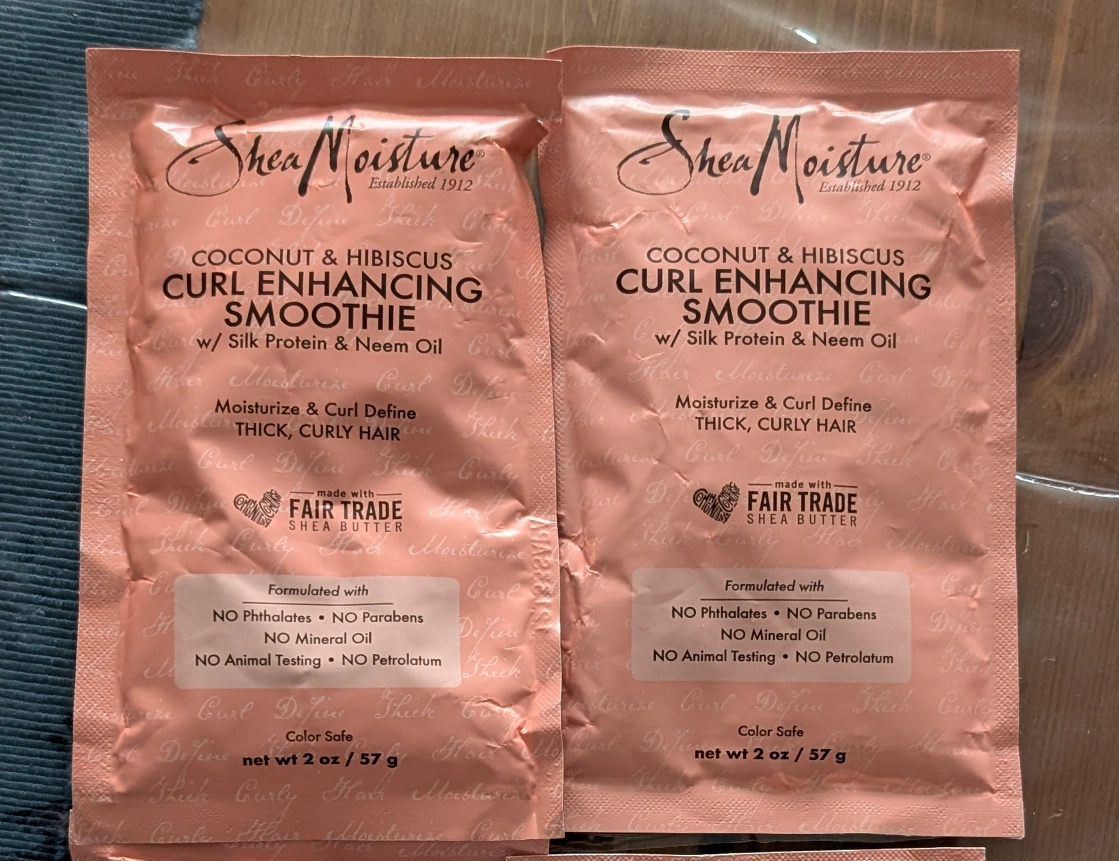 SheaMoisture®
Established 1912
COCONUT & HIBISCUS
CURL ENHANCING
SMOOTHIE
w/ Silk Protein & Neem Oil
Moisturize & Curl Define
THICK, CURLY HAIR
made with
FAIR TRADE
SHEA BUTTER
Formulated with
NO Phthalates • NO Parabens
NO Mineral Oil
NO Animal Testing • NO Petrolatum
Color Safe
net wt 2 oz / 57 g
SheaMoisture®
Established 1912
COCONUT & HIBISCUS
CURL ENHANCING
SMOOTHIE
w/ Silk Protein & Neem Oil
Moisturize & Curl Define
THICK, CURLY HAIR
made with
FAIR TRADE
SHEA BUTTER
Formulated with
NO Phthalates • NO Parabens
NO Mineral Oil
NO Animal Testing • NO Petrolatum
Color Safe
net wt 2 oz / 57 g